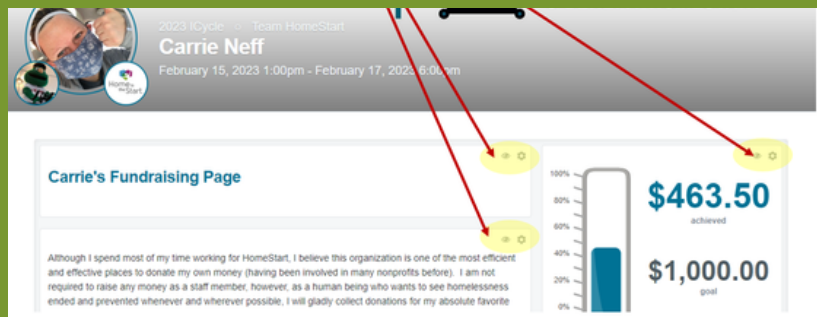 2023 ICycle Team HomeStart
Carrie Neff
February 15, 2023 1:00pm - February 17, 2023 6:00pm
Home is
the Start
Carrie's Fundraising Page
Although I spend most of my time working for HomeStart, I believe this organization is one of the most efficient
and effective places to donate my own money (having been involved in many nonprofits before). I am not
required to raise any money as a staff member, however, as a human being who wants to see homelessness
ended and prevented whenever and wherever possible, I will gladly collect donations for my absolute favorite
100%
80%
60%
40%
20%
0%
$463.50
achieved
$1,000.00
goal